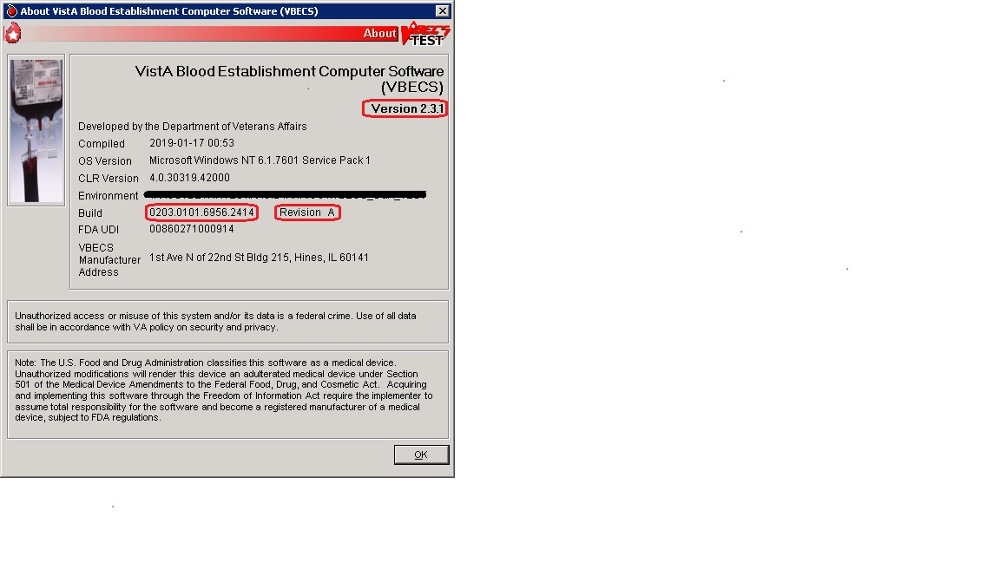 About VistA Blood Establishment Computer Software (VBECS)
About
VBECS
TEST
VistA Blood Establishment Computer Software
(VBECS)
Version 2.3.1
Developed by the Department of Veterans Affairs
Compiled 2019-01-17 00:53
OS Version Microsoft Windows NT 6.1.7601 Service Pack 1
CLR Version 4.0.30319.42000
Environment
Build 0203.0101.6956.2414 Revision A
FDA UDI 00860271000914
VBECS
Manufacturer 1st Ave N of 22nd St Bldg 215, Hines, IL 60141
Address
Unauthorized access or misuse of this system and/or its data is a federal crime. Use of all data
shall be in accordance with VA policy on security and privacy.
Note: The U.S. Food and Drug Administration classifies this software as a medical device.
Unauthorized modifications will render this device an adulterated medical device under Section
501 of the Medical Device Amendments to the Federal Food, Drug, and Cosmetic Act. Acquiring
and implementing this software through the Freedom of Information Act require the implementer to
assume total responsibility for the software and become a registered manufacturer of a medical
device, subject to FDA regulations.
OK